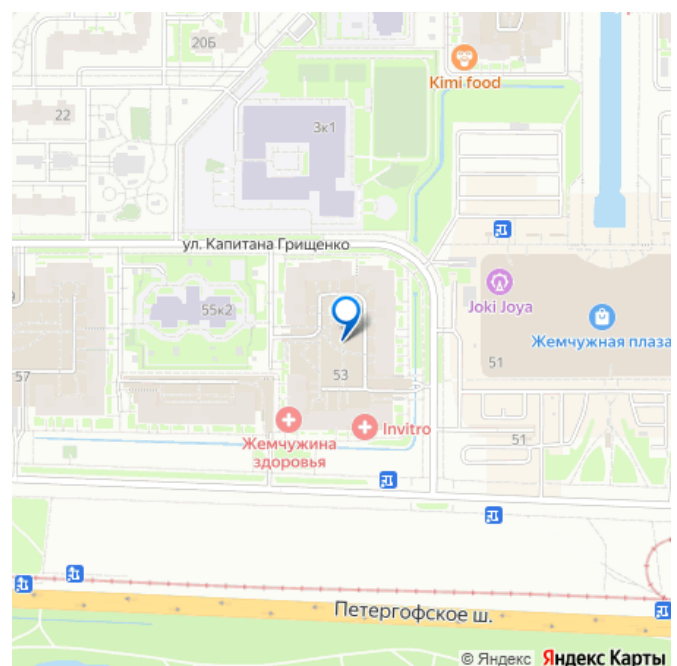 20Б
Kimi food
22
3к1
ул. Капитана Грищенко
Joki Joya
55к2
Жемчужная плаза
57
53
51
Invitro
Жемчужина
здоровья
51
Петергофское ш.
© Яндекс Яндекс Карты